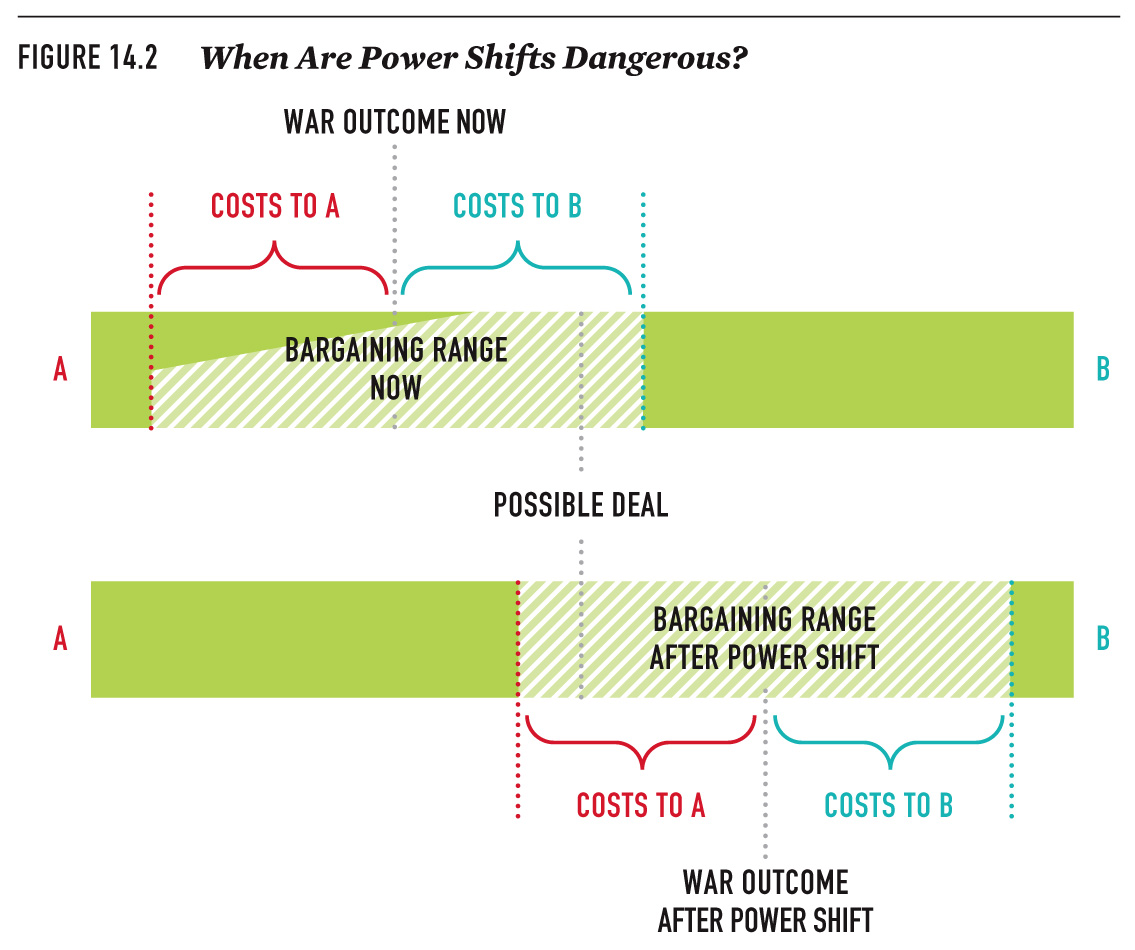 FIGURE 14.2 When Are Power Shifts Dangerous?
WAR OUTCOME NOW
COSTS TO A
COSTS TO B
A
BARGAINING RANGE
NOW
B
POSSIBLE DEAL
A
BARGAINING RANGE
AFTER POWER SHIFT
B
COSTS TO A
COSTS TO B
WAR OUTCOME
AFTER POWER SHIFT